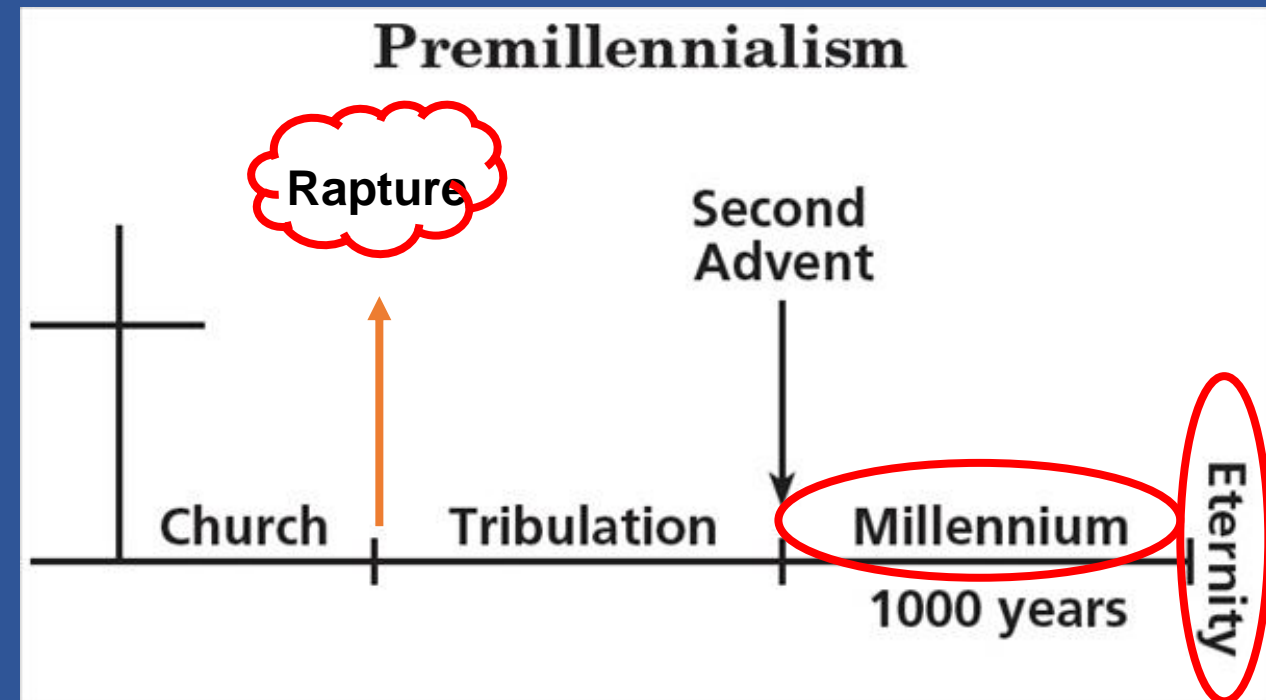 Premillennialism
Rapture
Second
Advent
Church
Tribulation
Millennium
1000 years
Eternity